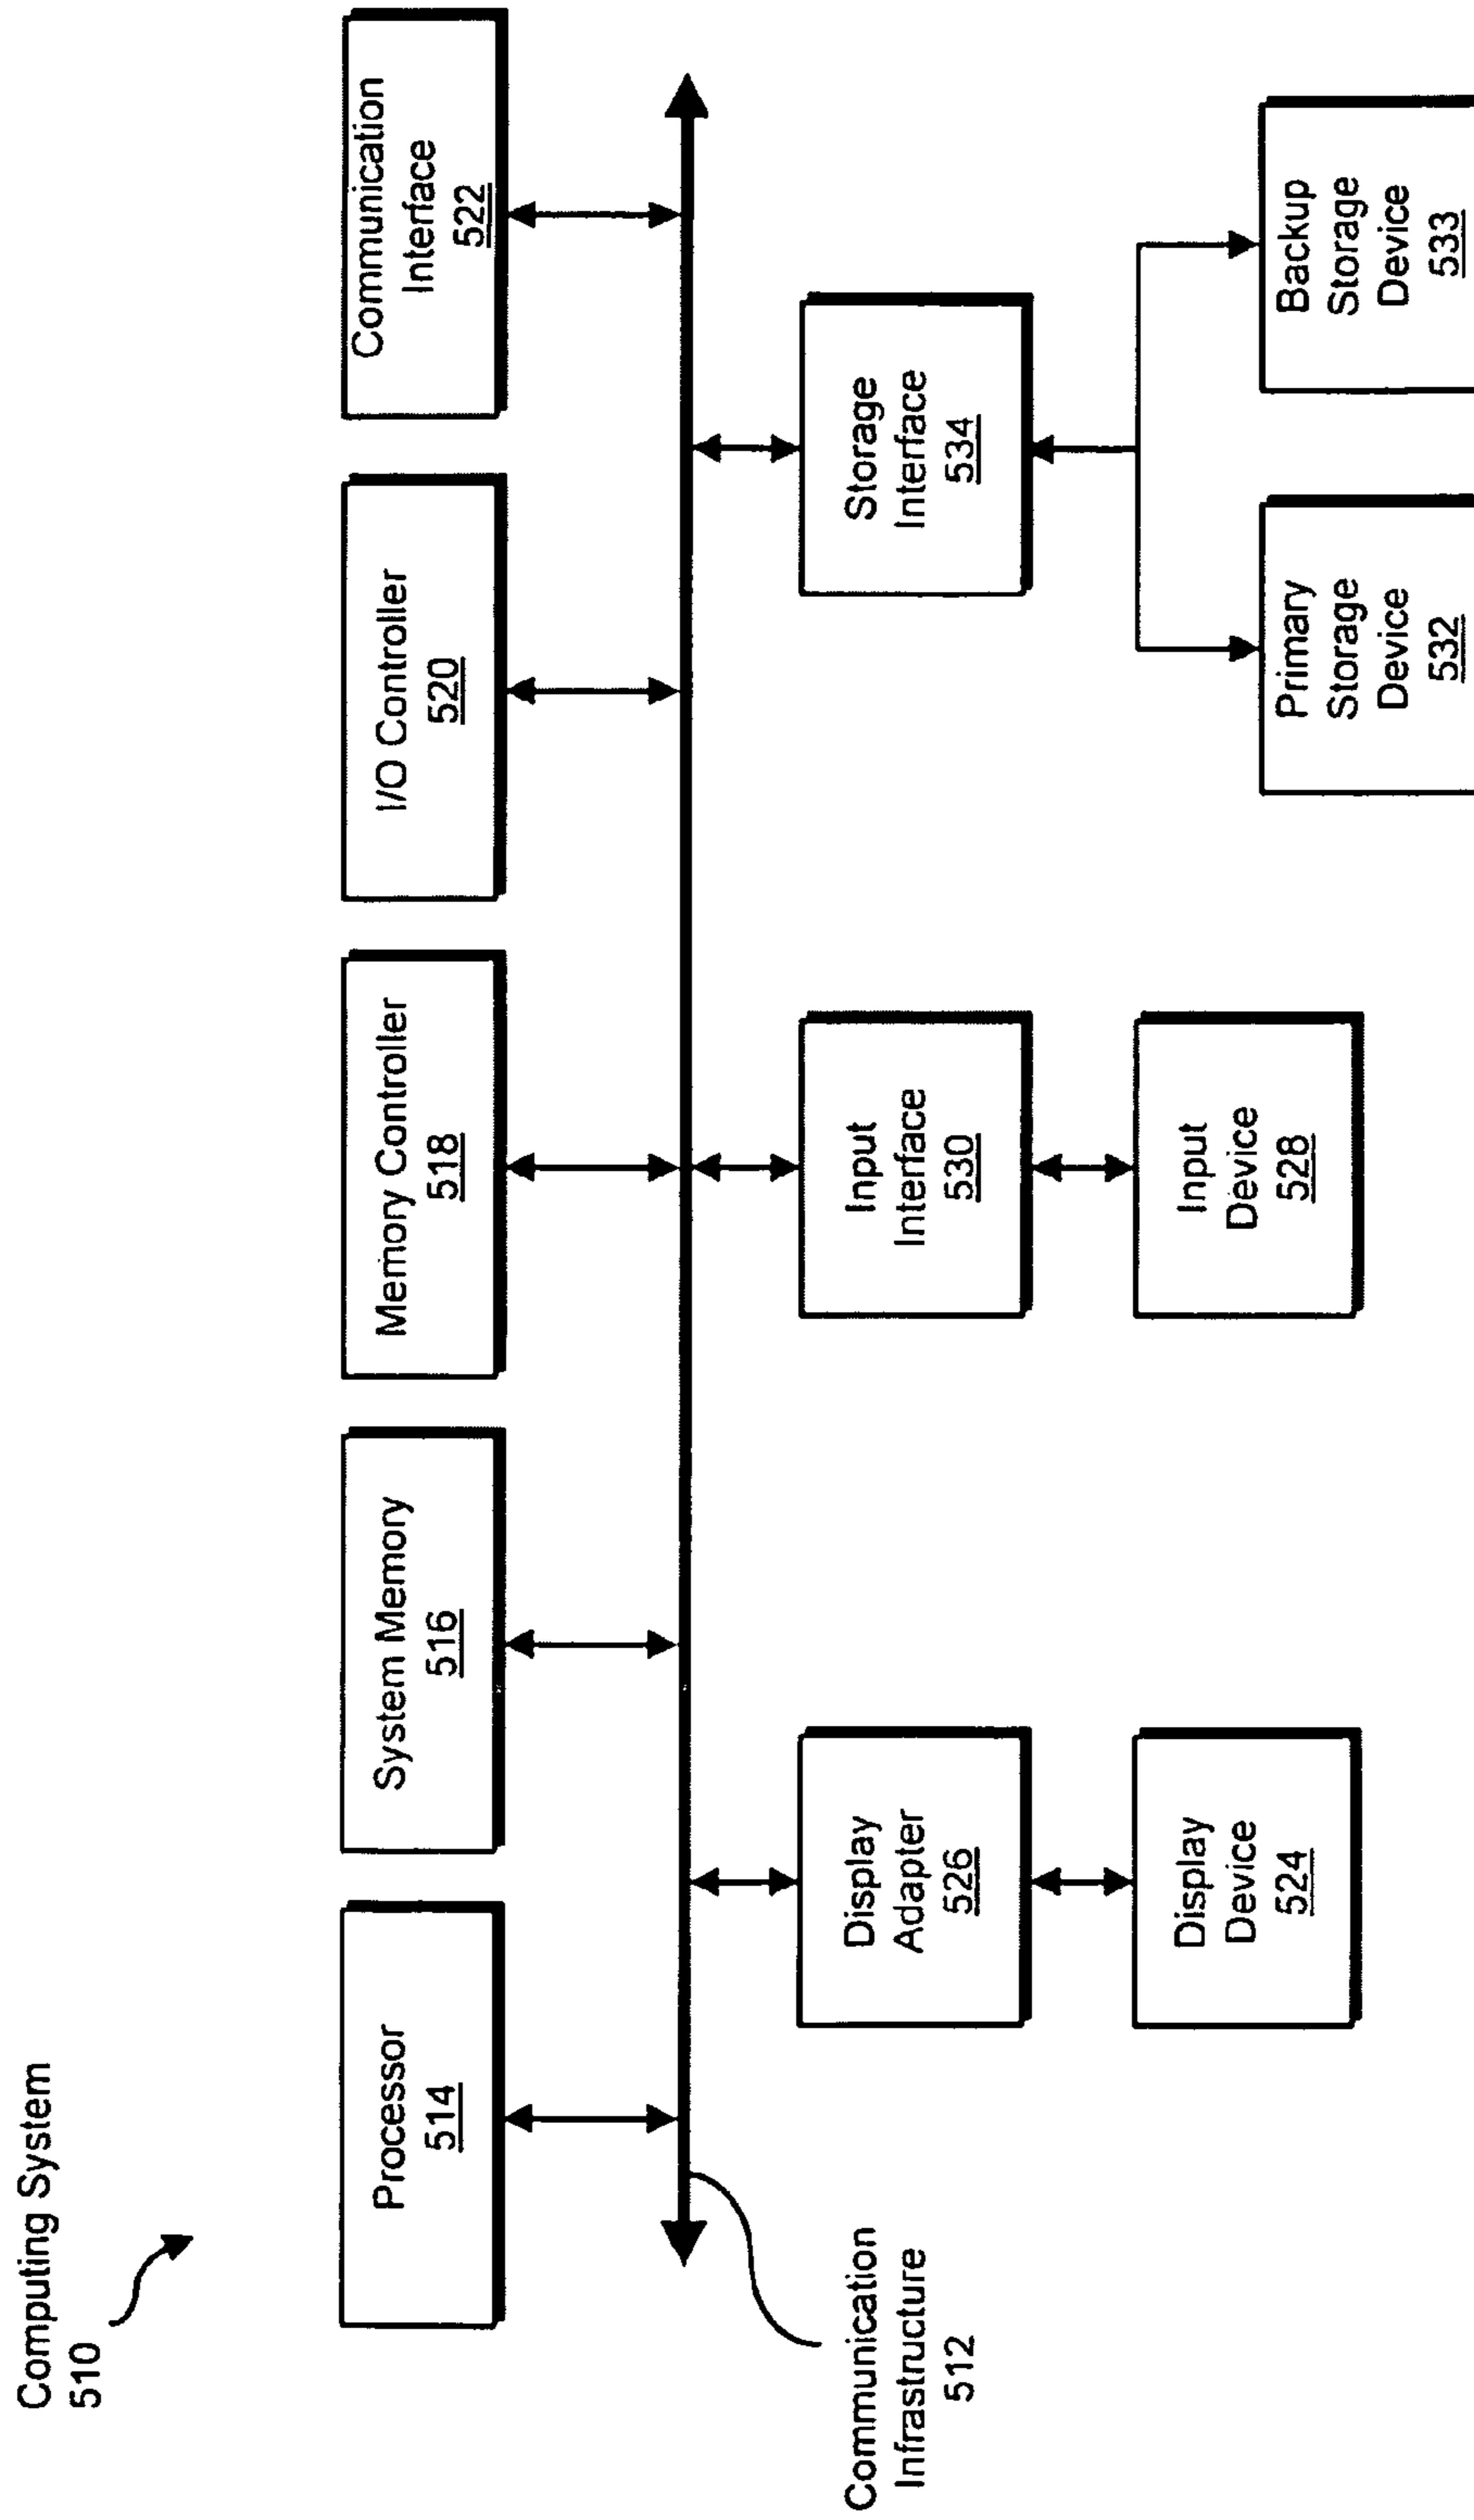 Computing System
510
Processor
514
System Memory
516
Memory Controller
518
I/O Controller
520
Communication
Interface
522
Communication
Infrastructure
512
Display
Adapter
526
Input
Interface
530
Storage
Interface
534
Display
Device
524
Input
Device
528
Primary
Storage
Device
532
Backup
Storage
Device
533